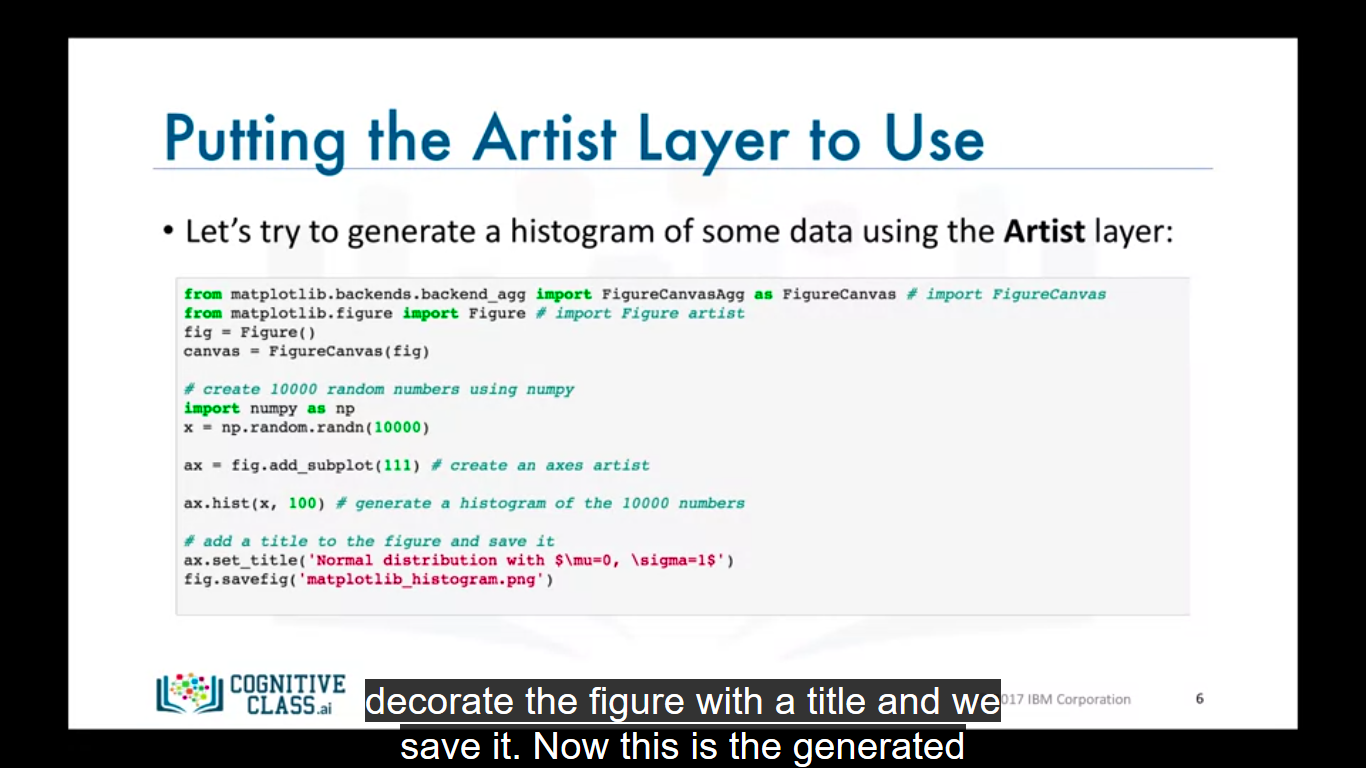 Putting the Artist Layer to Use
• Let's try to generate a histogram of some data using the Artist layer:
from matplotlib.backends.backend_agg import FigureCanvasAgg as FigureCanvas # import FigureCanvas
from matplotlib.figure import Figure # import Figure artist
fig = Figure()
canvas = FigureCanvas(fig)
# create 10000 random numbers using numpy
import numpy as np
x = np.random.randn(10000)
ax = fig.add_subplot(111) # create an axes artist
ax.hist(x, 100) # generate a histogram of the 10000 numbers
# add a title to the figure and save it
ax.set_title('Normal distribution with $\mu=0, \sigma=1$')
fig.savefig('matplotlib_histogram.png')
COGNITIVE
CLASS.ai
017 IBM Corporation
6
decorate the figure with a title and we
save it. Now this is the generated